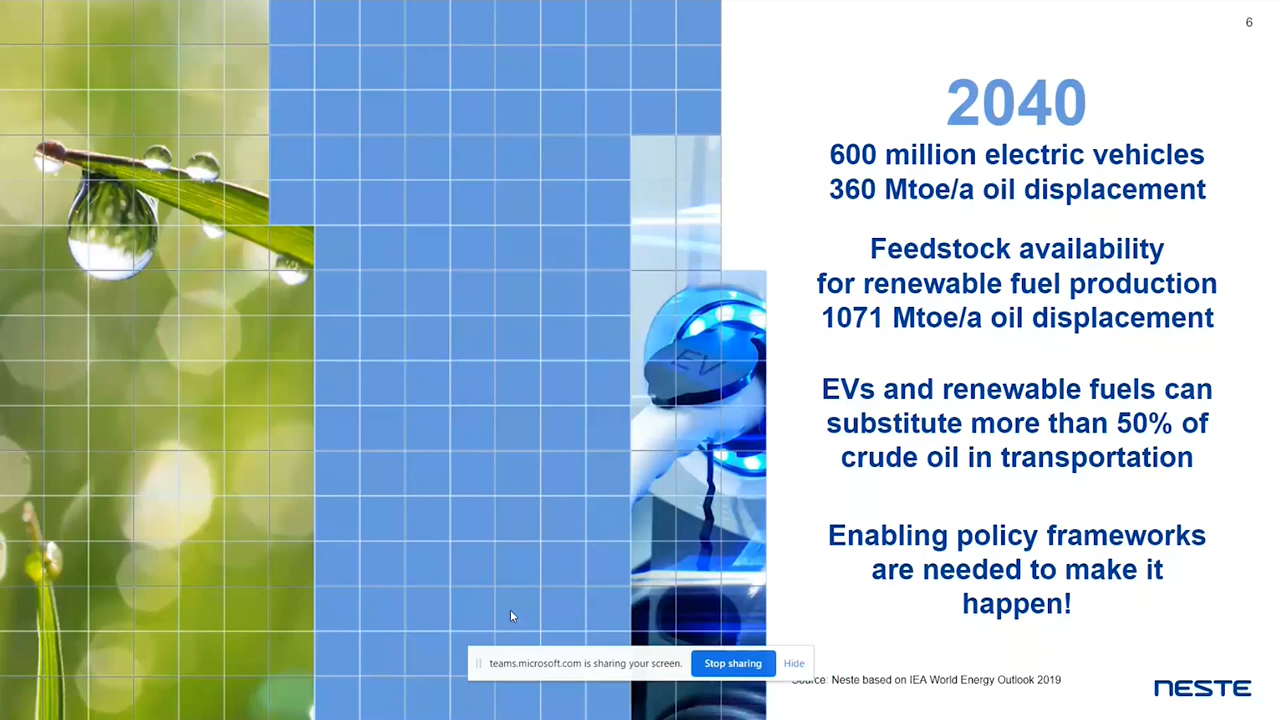 6
2040
600 million electric vehicles
360 Mtoe/a oil displacement
Feedstock availability
for renewable fuel production
1071 Mtoe/a oil displacement
EV
EVs and renewable fuels can
substitute more than 50% of
crude oil in transportation
Enabling policy frameworks
are needed to make it
happen!
teams.microsoft.com is sharing your screen. Stop sharing Hide
Source: Neste based on IEA World Energy Outlook 2019
NESTE